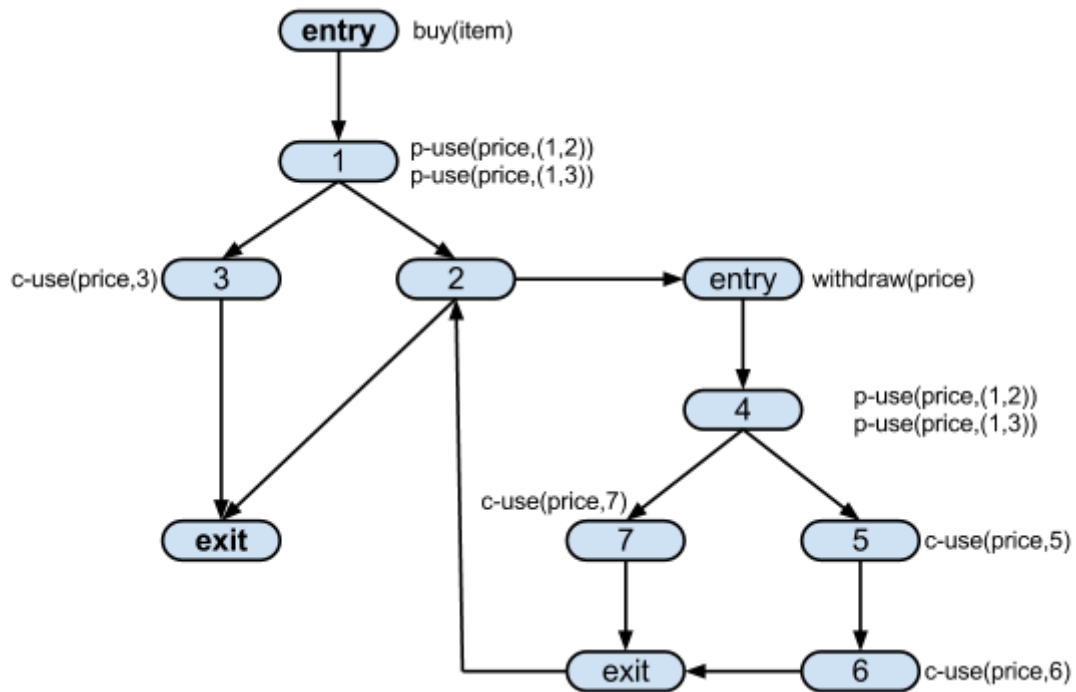 entry buy(item)
1 p-use(price,(1,2))
p-use(price,(1,3))
c-use(price,3) 3 2 entry withdraw(price)
4 p-use(price,(1,2))
p-use(price,(1,3))
c-use(price,7)
exit 7 5 c-use(price,5)
exit 6 c-use(price,6)